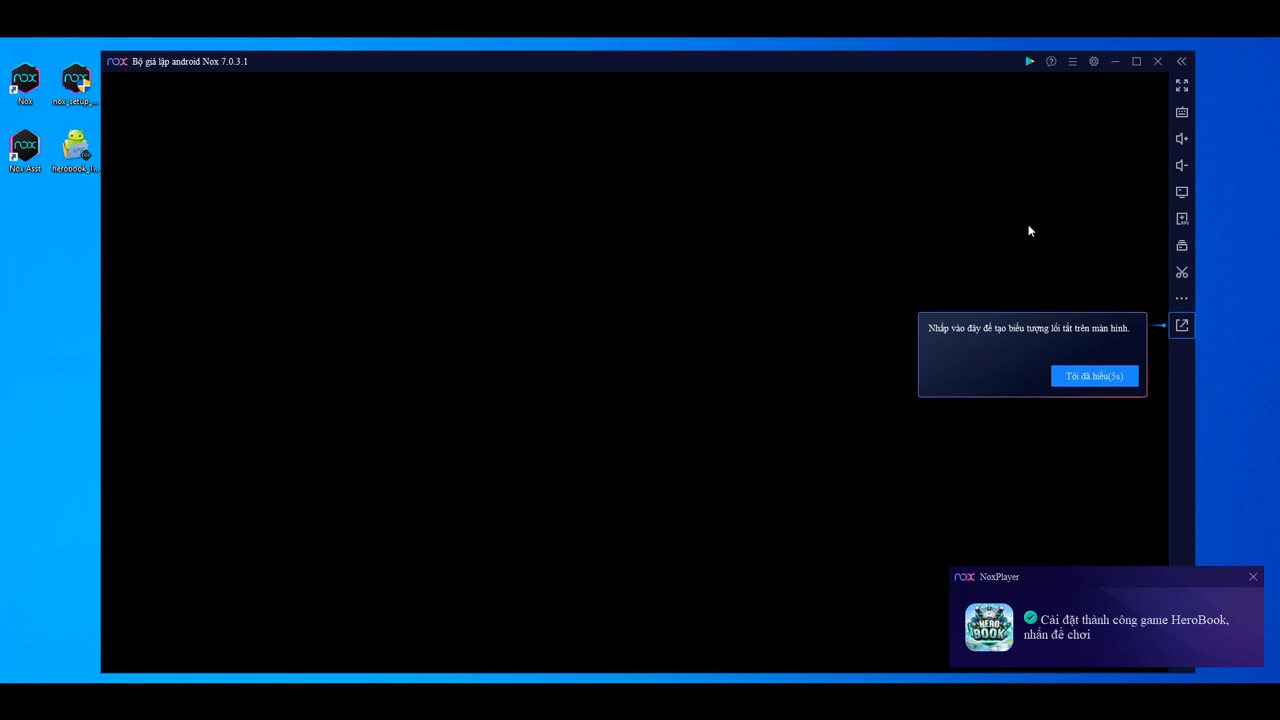 nox Bộ giả lập android Nox 7.0.3.1
Nox
nox_setup_...
Nox Asst
herobook_1...
Nhấp vào đây để tạo biểu tượng lối tắt trên màn hình.
Tôi đã hiểu(5s)
nox NoxPlayer
HERO
BOOK
Cài đặt thành công game HeroBook,
nhấn để chơi